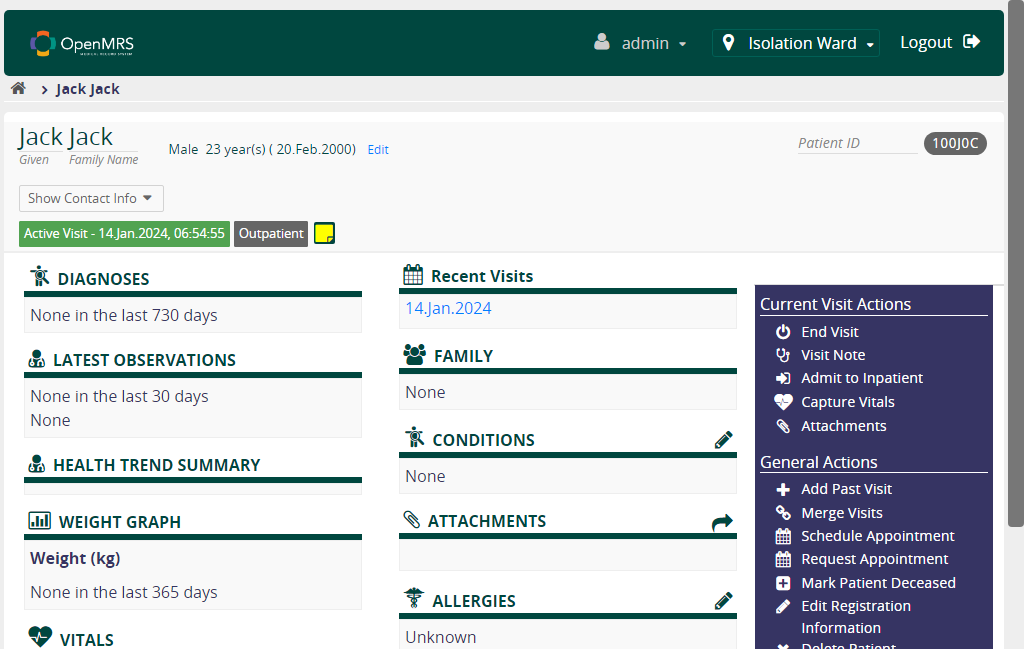 OpenMRS
admin
Isolation Ward
Logout
Jack Jack
Jack Jack
Given Family Name
Male 23 year(s) ( 20.Feb.2000) Edit
Patient ID
100J0C
Show Contact Info
Active Visit - 14.Jan.2024, 06:54:55
Outpatient
DIAGNOSES
None in the last 730 days
LATEST OBSERVATIONS
None in the last 30 days
None
HEALTH TREND SUMMARY
WEIGHT GRAPH
Weight (kg)
None in the last 365 days
VITALS
Recent Visits
14.Jan.2024
FAMILY
None
CONDITIONS
None
ATTACHMENTS
ALLERGIES
Unknown
Current Visit Actions
End Visit
Visit Note
Admit to Inpatient
Capture Vitals
Attachments
General Actions
Add Past Visit
Merge Visits
Schedule Appointment
Request Appointment
Mark Patient Deceased
Edit Registration
Information
Delete Patient